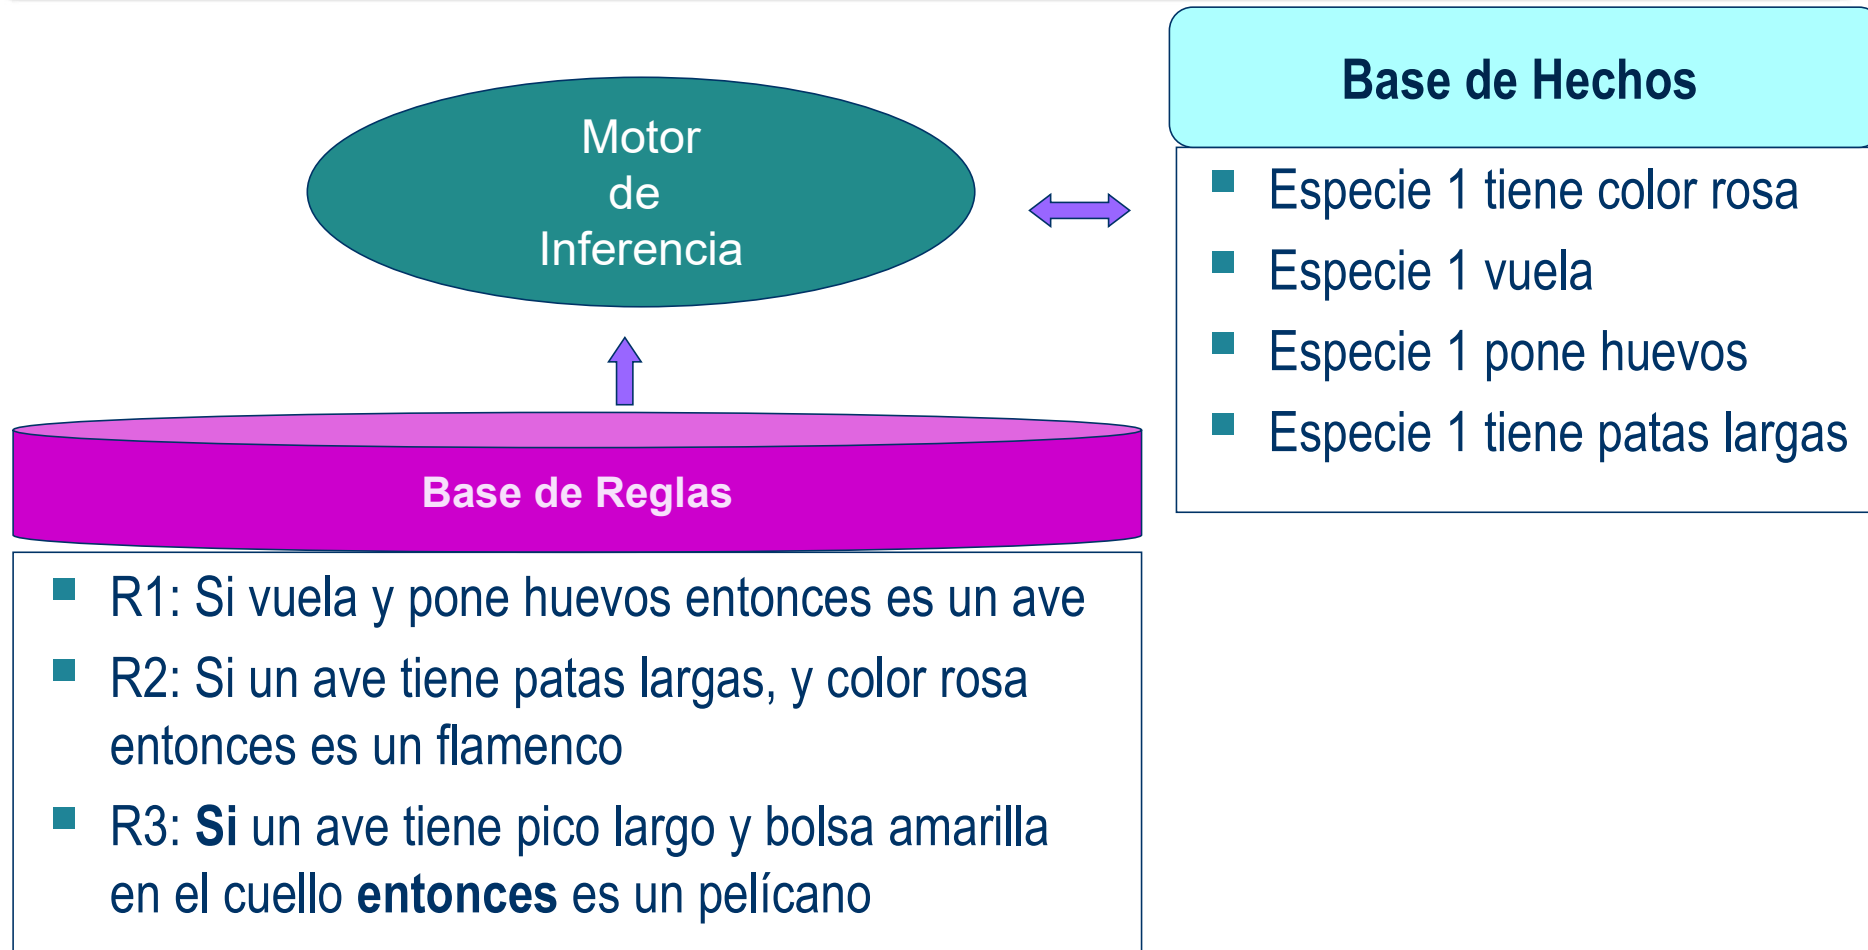 Motor
de
Inferencia
Base de Hechos
Especie 1 tiene color rosa
Especie 1 vuela
Especie 1 pone huevos
Especie 1 tiene patas largas
Base de Reglas
R1: Si vuela y pone huevos entonces es un ave
R2: Si un ave tiene patas largas, y color rosa
entonces es un flamenco
R3: Si un ave tiene pico largo y bolsa amarilla
en el cuello entonces es un pelícano